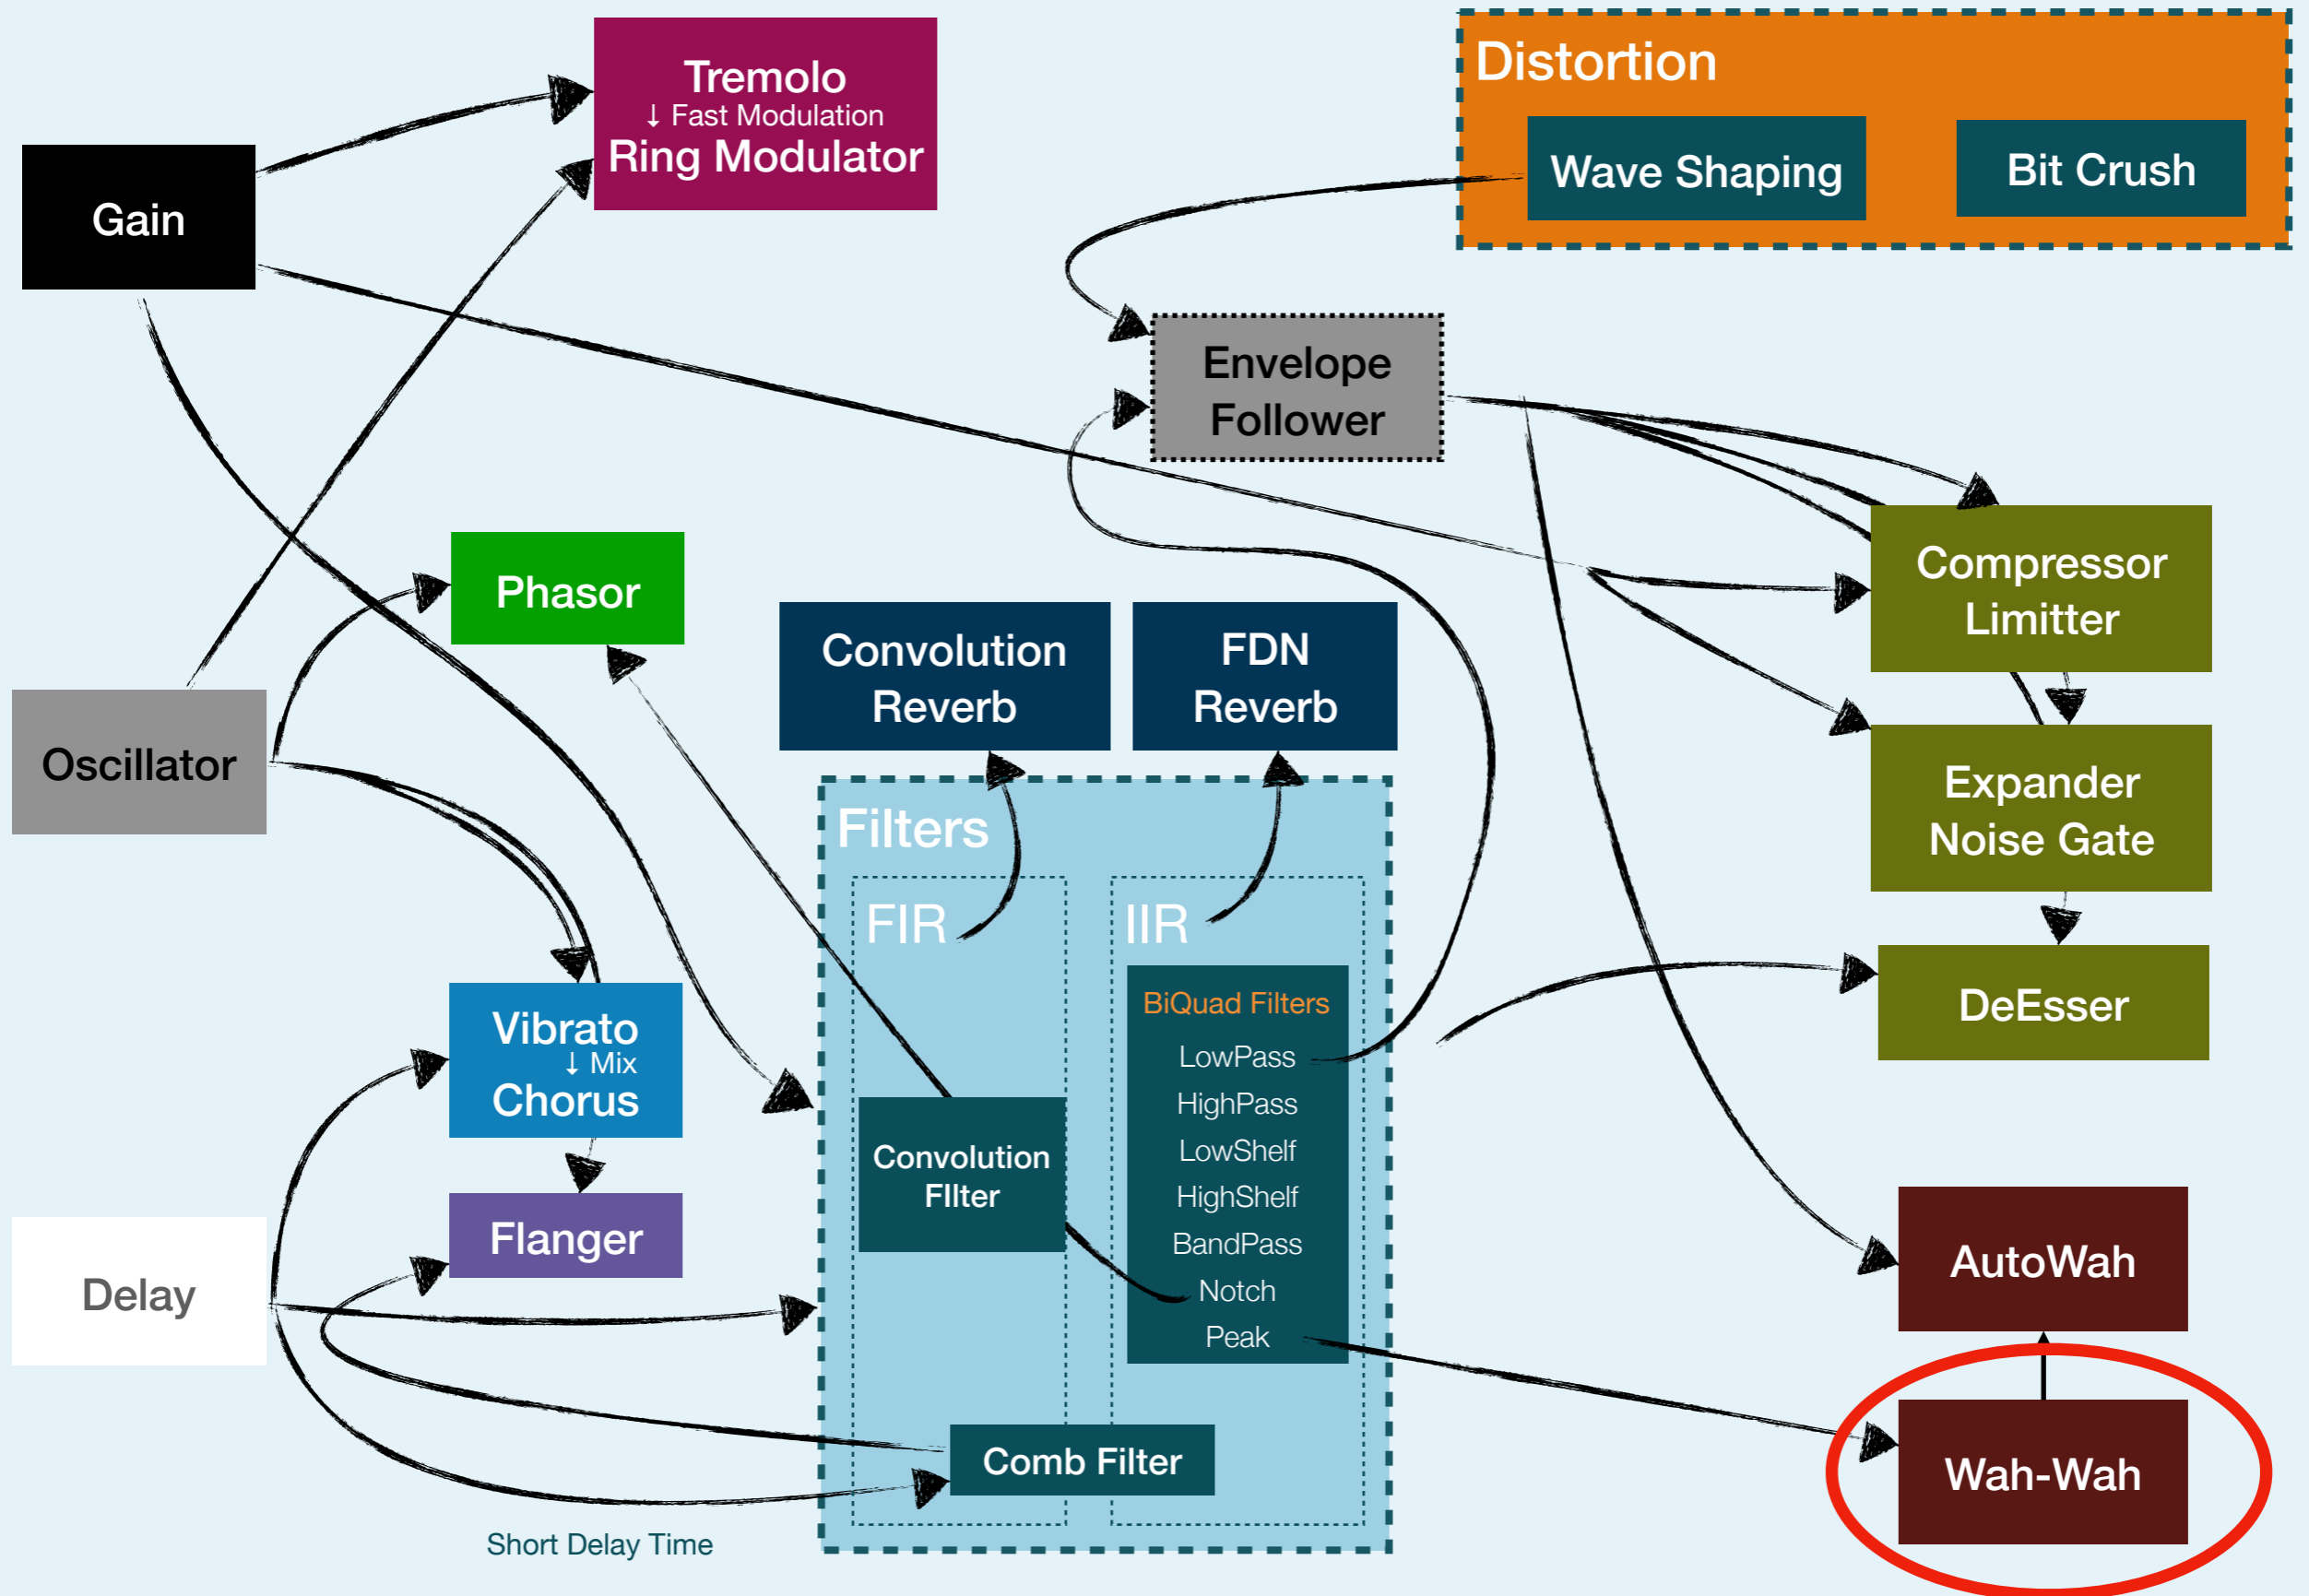 Tremolo
↓ Fast Modulation
Ring Modulator
Distortion
Wave Shaping
Bit Crush
Gain
Envelope
Follower
Phasor
Convolution
Reverb
FDN
Reverb
Compressor
Limitter
Oscillator
Expander
Noise Gate
Filters
FIR
IIR
BiQuad Filters
LowPass
HighPass
LowShelf
HighShelf
BandPass
Notch
Peak
DeEsser
Vibrato
↓ Mix
Chorus
Convolution
FIlter
Flanger
Delay
AutoWah
Comb Filter
Wah-Wah
Short Delay Time